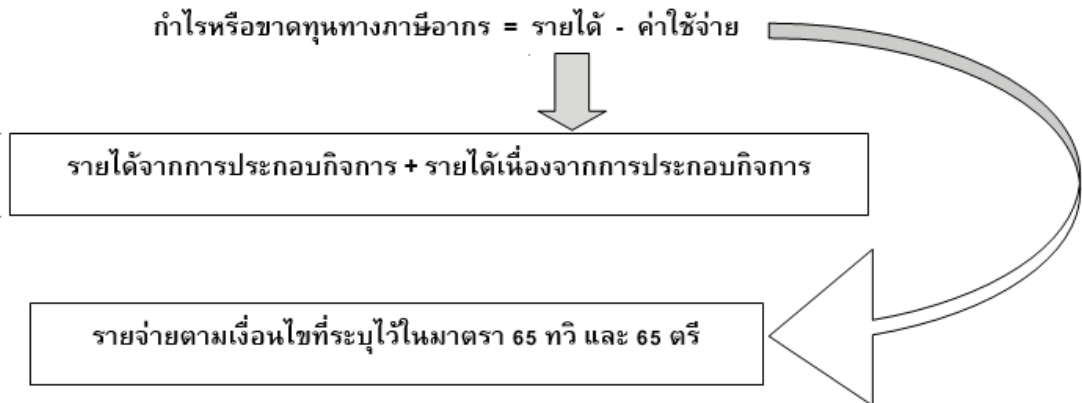 กำไรหรือขาดทุนทางภาษีอากร = รายได้ - ค่าใช้จ่าย
รายได้จากการประกอบกิจการ + รายได้เนื่องจากการประกอบกิจการ
รายจ่ายตามเงื่อนไขที่ระบุไว้ในมาตรา 65 ทวิ และ 65 ตรี